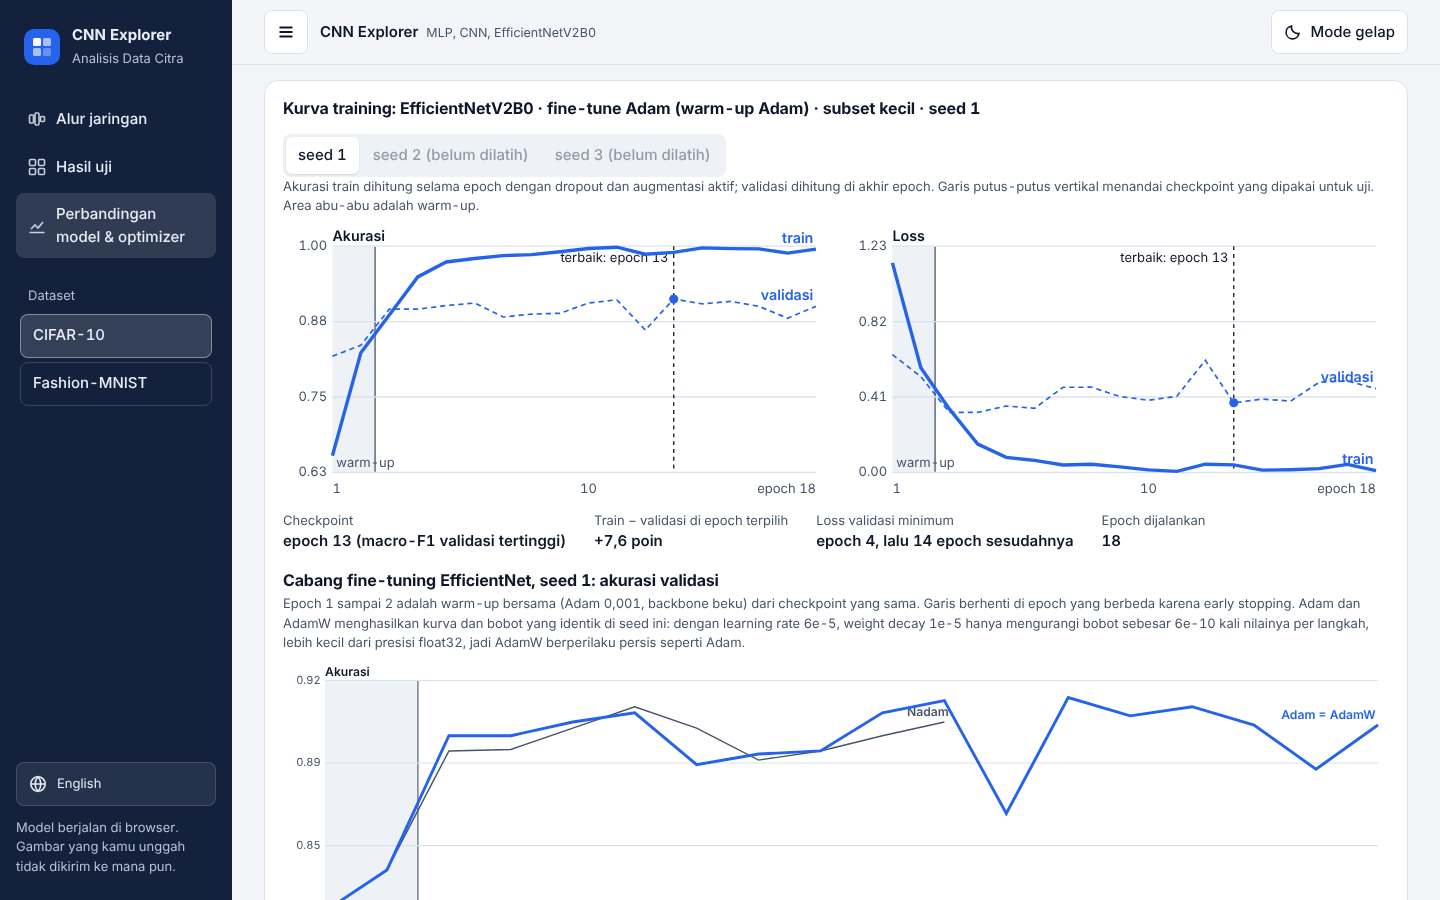 CNN Explorer
Analisis Data Citra
Alur jaringan
Hasil uji
Perbandingan
model & optimizer
Dataset
CIFAR-10
Fashion-MNIST
English
Model berjalan di browser.
Gambar yang kamu unggah
tidak dikirim ke mana pun.
CNN Explorer MLP, CNN, EfficientNetV2B0
Mode gelap
Kurva training: EfficientNetV2B0 · fine-tune Adam (warm-up Adam) · subset kecil · seed 1
seed 1 seed 2 (belum dilatih) seed 3 (belum dilatih)
Akurasi train dihitung selama epoch dengan dropout dan augmentasi aktif; validasi dihitung di akhir epoch. Garis putus-putus vertikal menandai checkpoint yang dipakai untuk uji.
Area abu-abu adalah warm-up.
Akurasi
1.00
0.88
0.75
0.63
train
terbaik: epoch 13
validasi
warm-up
1 10 epoch 18
Loss
1.23
0.82
0.41
0.00
terbaik: epoch 13
validasi
train
warm-up
1 10 epoch 18
Checkpoint
epoch 13 (macro-F1 validasi tertinggi)
Train − validasi di epoch terpilih
+7,6 poin
Loss validasi minimum
epoch 4, lalu 14 epoch sesudahnya
Epoch dijalankan
18
Cabang fine-tuning EfficientNet, seed 1: akurasi validasi
Epoch 1 sampai 2 adalah warm-up bersama (Adam 0,001, backbone beku) dari checkpoint yang sama. Garis berhenti di epoch yang berbeda karena early stopping. Adam dan
AdamW menghasilkan kurva dan bobot yang identik di seed ini: dengan learning rate 6e-5, weight decay 1e-5 hanya mengurangi bobot sebesar 6e-10 kali nilainya per langkah,
lebih kecil dari presisi float32, jadi AdamW berperilaku persis seperti Adam.
Akurasi
0.92
0.89
0.85
Nadam
Adam = AdamW